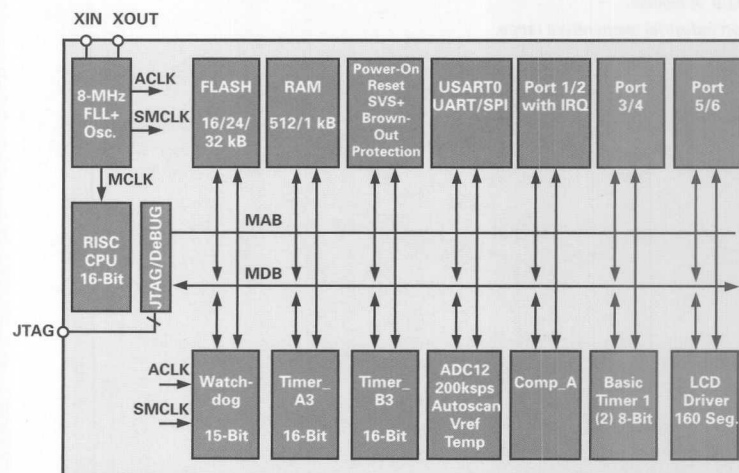 XIN XOUT
8-MHz
FLL+
Osc.
ACLK
SMCLK
MCLK
FLASH
16/24/
32 kB
RAM
512/1 kB
Power-On
Reset
SVS+
Brown-
Out
Protection
USART0
UART/SPI
Port 1/2
with IRQ
Port
3/4
Port
5/6
RISC
CPU
16-Bit
JTAG/DeBUG
MAB
MDB
JTAG
ACLK
SMCLK
Watch-
dog
15-Bit
Timer_
A3
16-Bit
Timer_
B3
16-Bit
ADC12
200ksps
Autoscan
Vref
Temp
Comp_A
Basic
Timer 1
(2) 8-Bit
LCD
Driver
160 Seg.